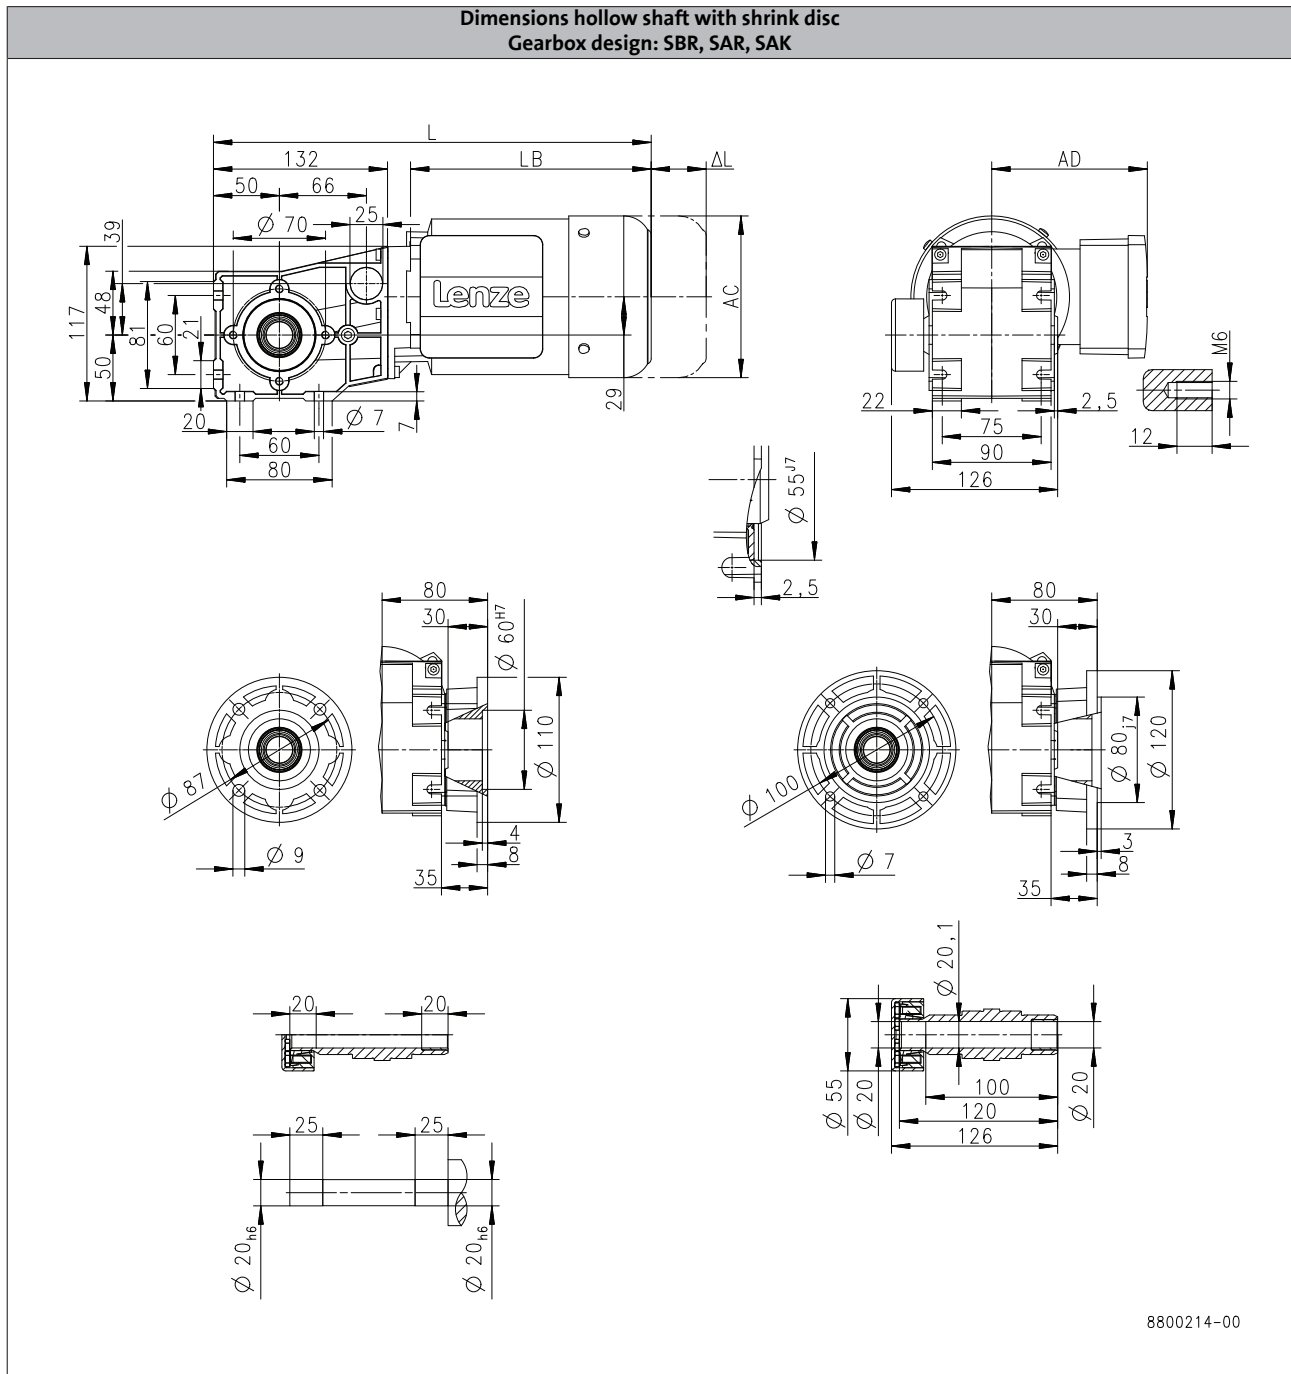 Dimensions hollow shaft with shrink disc
Gearbox design: SBR, SAR, SAK
L
132
LB
ΔL
AD
50
66
25
Ø 70
39
117
48
81
60
21
50
Lenze
AC
29
20
Ø 7
7
60
80
M6
22
2,5
75
12
90
126
Ø 55J7
2,5
80
30
Ø 60H7
Ø 110
Ø 87
Ø 9
4
8
35
80
30
Ø 80j7
Ø 120
Ø 100
Ø 7
3
8
35
20
20
Ø 20,1
Ø 55
Ø 20
Ø 20
100
120
126
25
25
Ø 20h6
Ø 20h6
8800214-00